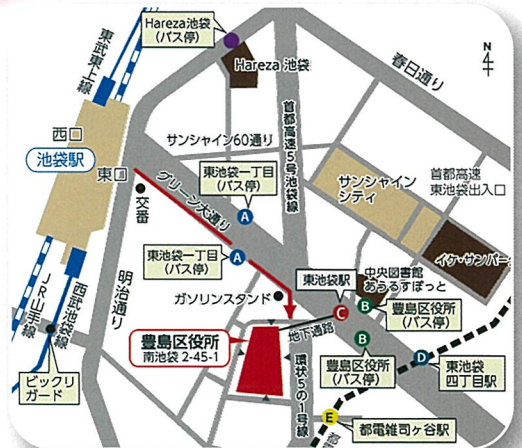 Hareza池袋
(バス停)
Hareza 池袋
東武東上線
春日通り
N
4
西口
池袋駅
東口
サンシャイン60通り
首都高速5号池袋線
グリーン大通り
東池袋一丁目
(バス停)
A
サンシャイン
シティ
首都高速
東池袋出入口
イケ・サンパーク
交番
東池袋一丁目
(バス停)
A
明治通り
JR山手線
西武池袋線
ガソリンスタンド
東池袋駅
C
中央図書館
あうるすぽっと
B
豊島区役所
(バス停)
豊島区役所
南池袋 2-45-1
地下通路
B
豊島区役所
(バス停)
D
東池袋
四丁目駅
環状5の1号線
ビックリ
ガード
E
都電雑司ヶ谷駅